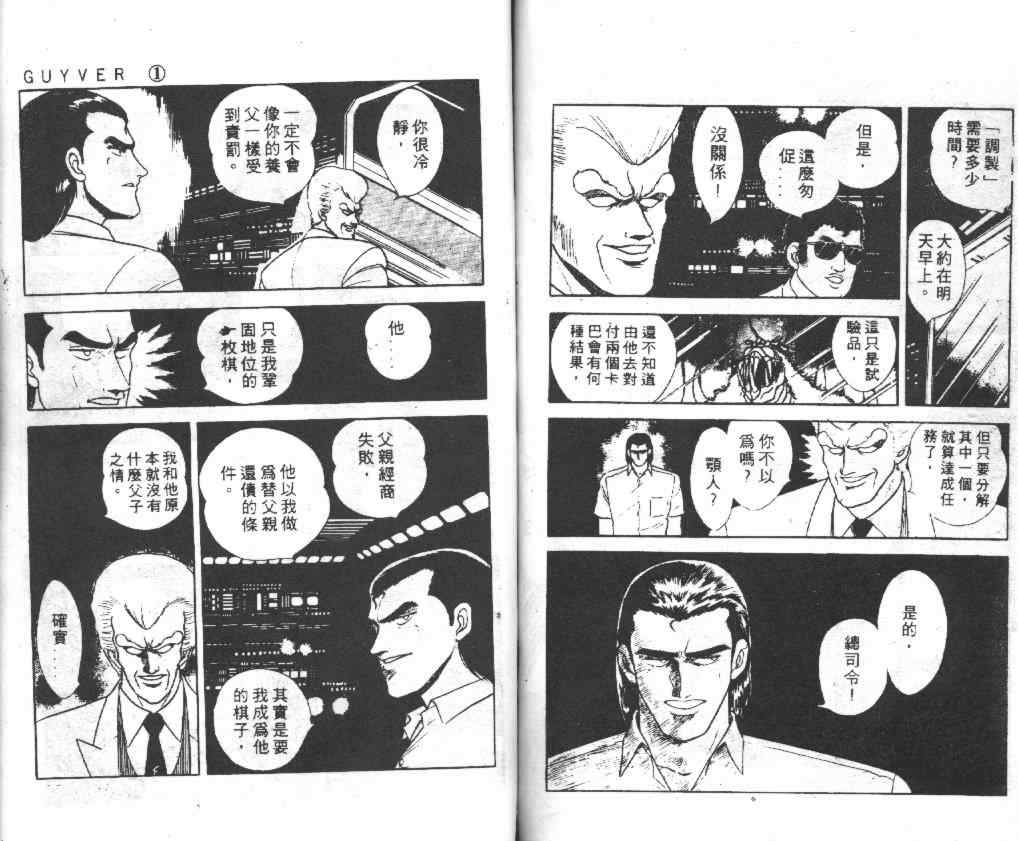 GUYVER ①
「調製」
需要多少
時間？
大約在明
天早上。
但是，
這麼匆
促……
沒關係！
這只是試
驗品，
還不知道
由他去對
付兩個卡
巴會有何
種結果，
但只要分解
其中一個，
就算達成任
務了，
你不以
爲嗎？
顎人？
是的，
總司令！
你很冷
靜，
一定不會
像你的養
父一樣受
到責罰。
他……
只是我鞏
固地位的
一枚棋，
父親經商
失敗，
他以我做
爲替父親
還債的條
件。
其實是要
我成爲他
的棋子，
我和他原
本就沒有
什麼父子
之情。
確實……